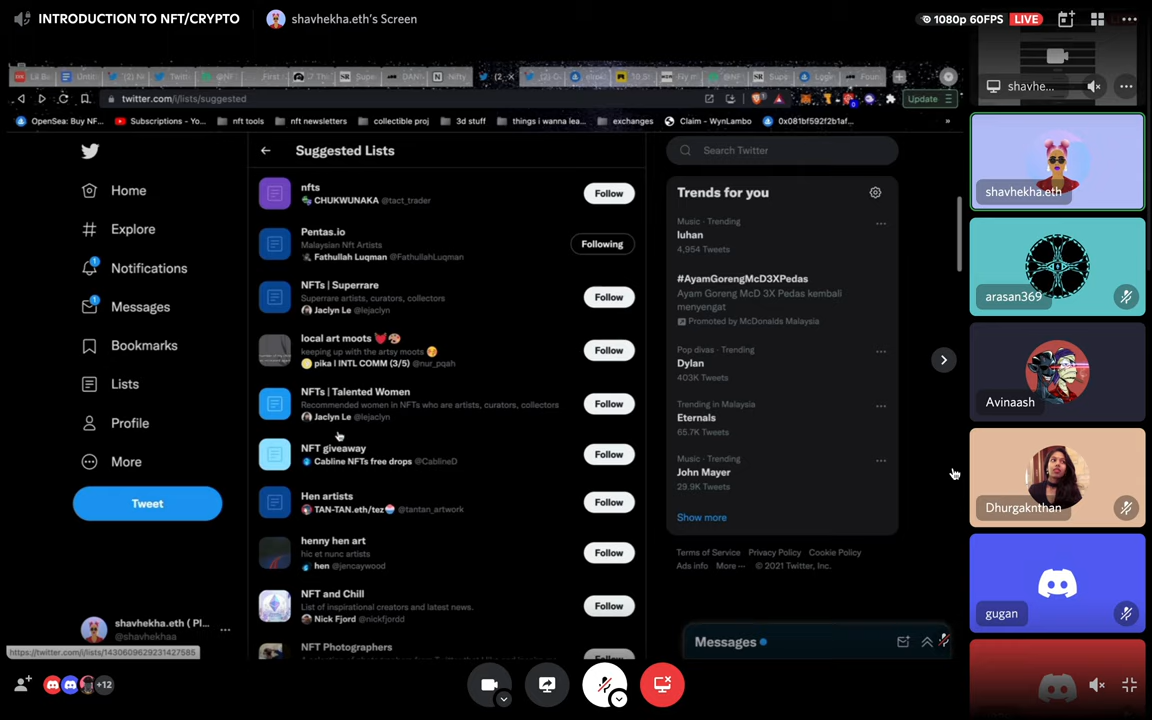 INTRODUCTION TO NFT/CRYPTO
shavhekha.eth's Screen
1080p 60FPS LIVE
shavhe...
twitter.com/i/lists/suggested
Update
OpenSea: Buy NF...
Subscriptions - Yo...
nft tools
nft newsletters
collectible proj
3d stuff
things i wanna lea...
exchanges
Claim - WynLambo
0x081bf593f2b1af...
Home
Explore
Notifications
Messages
Bookmarks
Lists
Profile
More
Tweet
shavhekha.eth ( Pl...
@shavhekhaa
https://twitter.com/i/lists/1430609629231427585
Suggested Lists
nfts
CHUKWUNAKA @tact_trader
Follow
Pentas.io
Malaysian Nft Artists
Fathullah Luqman @FathullahLuqman
Following
NFTs | Superrare
Superrare artists, curators, collectors
Jaclyn Le @lejaclyn
Follow
local art moots
keeping up with the artsy moots
pika l INTL COMM (3/5) @nur_pqah
Follow
NFTs | Talented Women
Recommended women in NFTs who are artists, curators, collectors
Jaclyn Le @lejaclyn
Follow
NFT giveaway
Cabline NFTs free drops @CablineD
Follow
Hen artists
TAN-TAN.eth/tez @tantan_artwork
Follow
henny hen art
hic et nunc artists
hen @jencaywood
Follow
NFT and Chill
List of inspirational creators and latest news.
Nick Fjord @nickfjordd
Follow
NFT Photographers
Search Twitter
Trends for you
Music · Trending
luhan
4,954 Tweets
#AyamGorengMcD3XPedas
Ayam Goreng McD 3X Pedas kembali
menyengat
Promoted by McDonalds Malaysia
Pop divas · Trending
Dylan
403K Tweets
Trending in Malaysia
Eternals
65.7K Tweets
Music · Trending
John Mayer
29.9K Tweets
Show more
Terms of Service Privacy Policy Cookie Policy
Ads info More ··· © 2021 Twitter, Inc.
Messages
shavhekha.eth
arasan369
Avinaash
Dhurgaknthan
gugan
+12